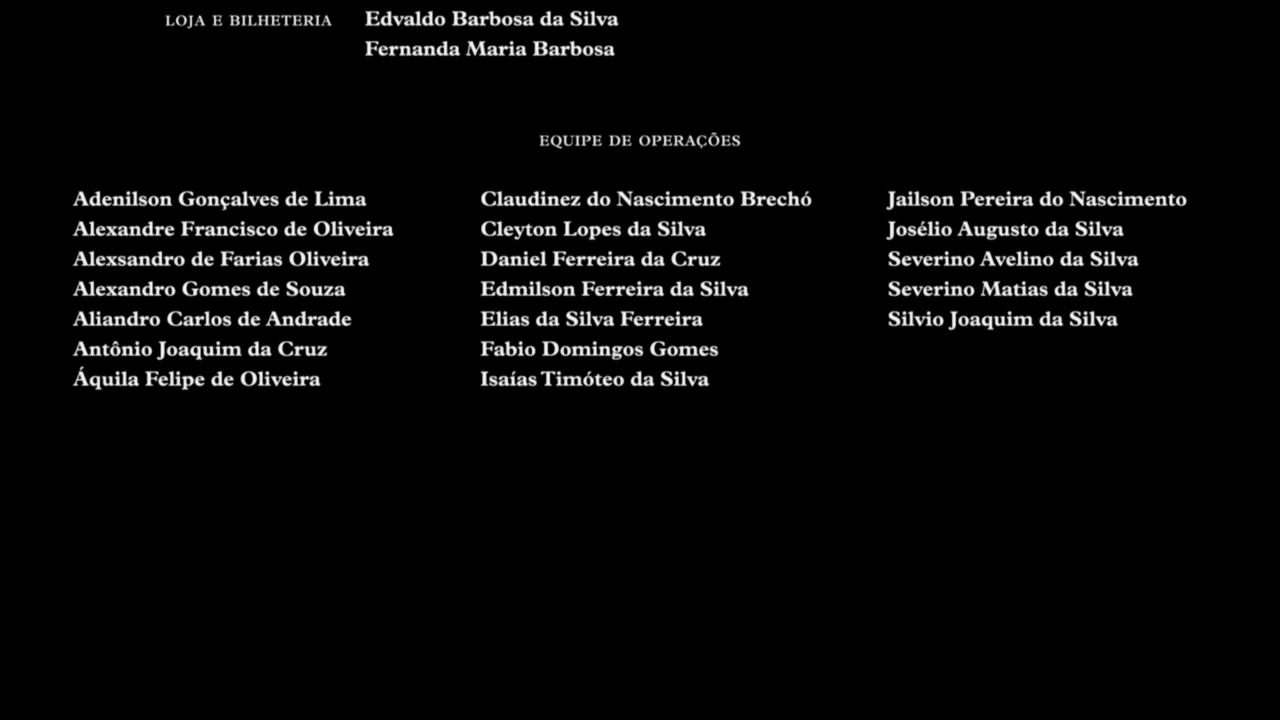 LOJA E BILHETERIA Edvaldo Barbosa da Silva
Fernanda Maria Barbosa
EQUIPE DE OPERAÇÕES
Adenilson Gonçalves de Lima
Alexandre Francisco de Oliveira
Alexsandro de Farias Oliveira
Alexandro Gomes de Souza
Aliandro Carlos de Andrade
Antônio Joaquim da Cruz
Áquila Felipe de Oliveira
Claudinez do Nascimento Brechó
Cleyton Lopes da Silva
Daniel Ferreira da Cruz
Edmilson Ferreira da Silva
Elias da Silva Ferreira
Fabio Domingos Gomes
Isaías Timóteo da Silva
Jailson Pereira do Nascimento
Josélio Augusto da Silva
Severino Avelino da Silva
Severino Matias da Silva
Silvio Joaquim da Silva